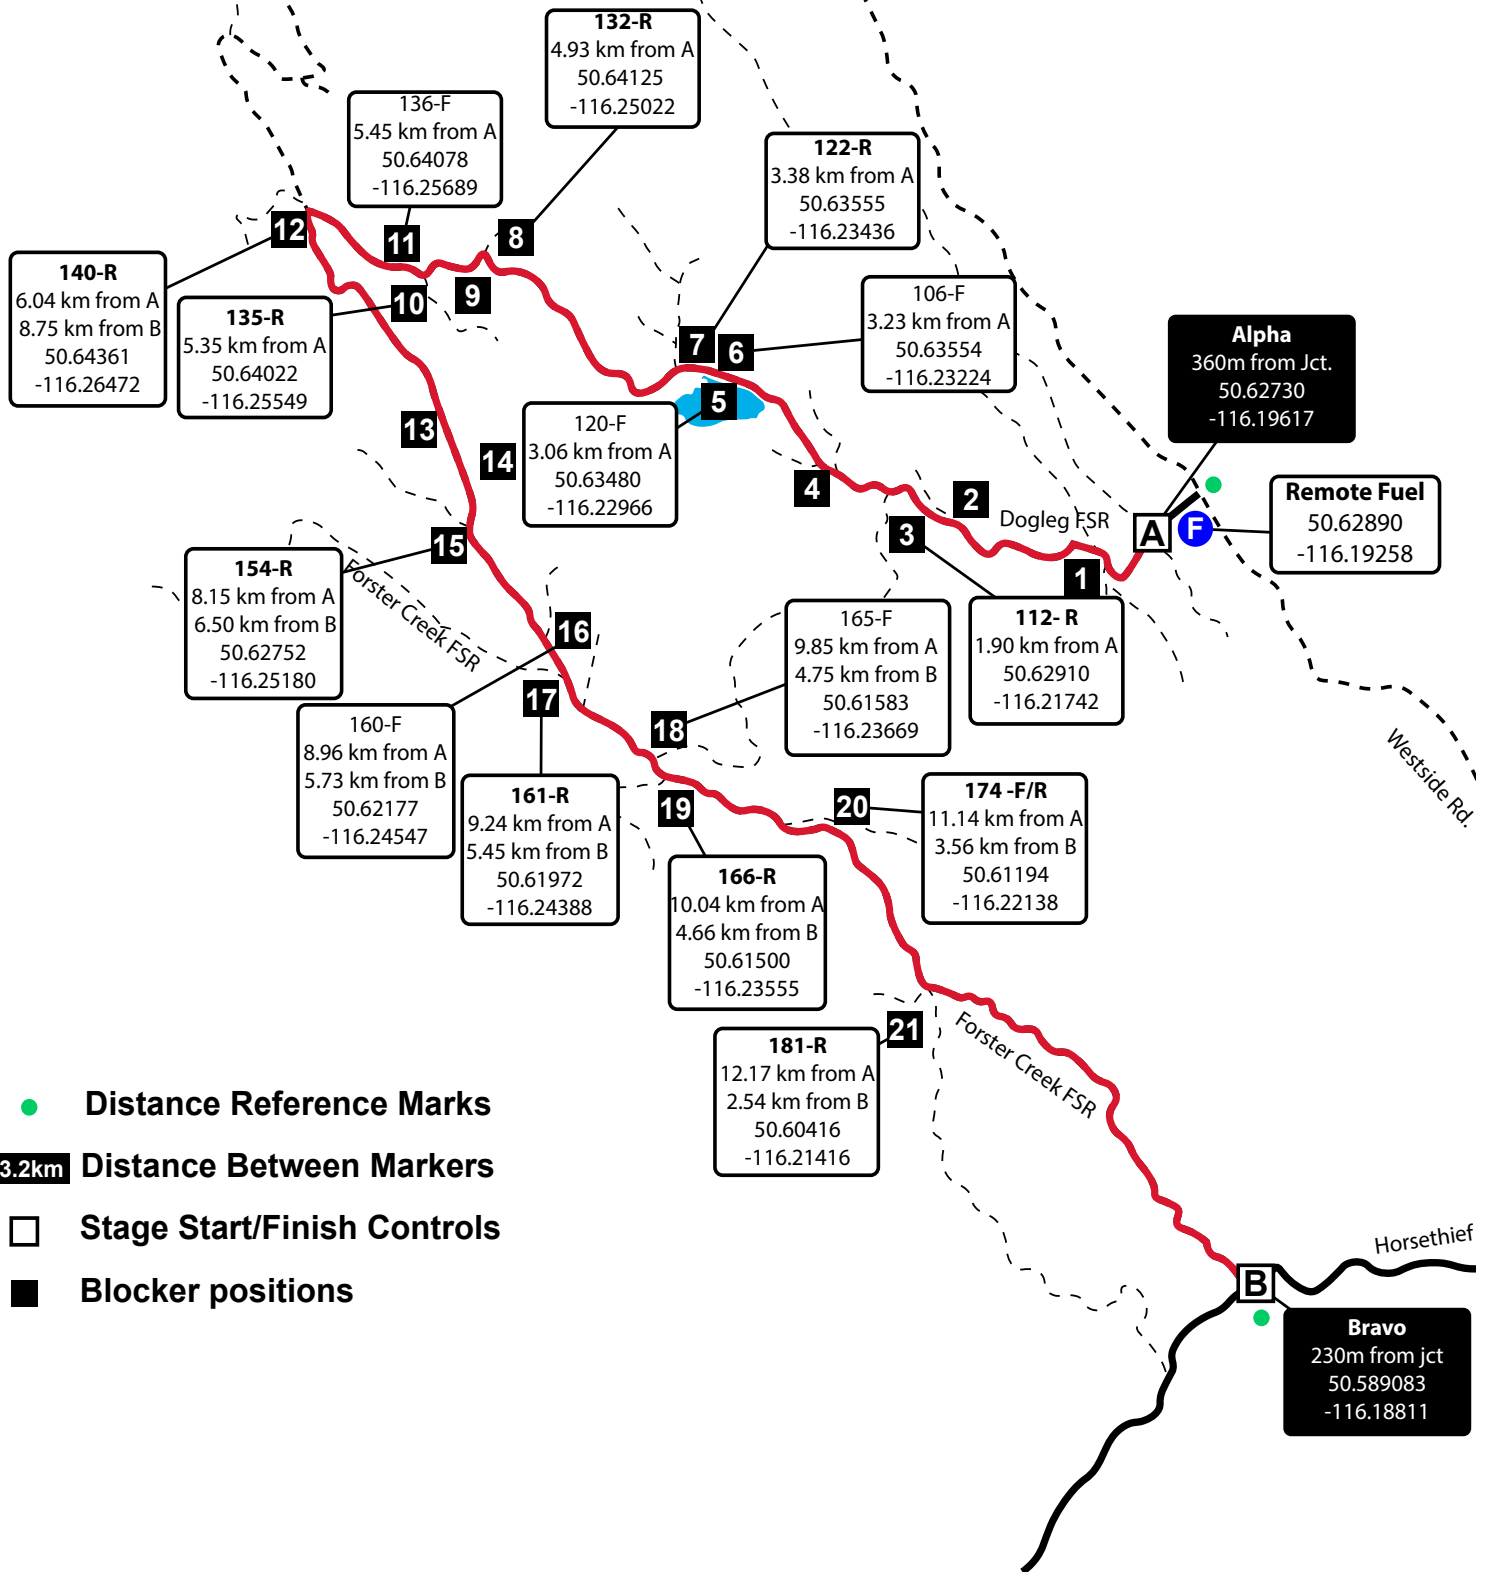 132-R
4.93 km from A
50.64125
-116.25022
136-F
5.45 km from A
50.64078
-116.25689
122-R
3.38 km from A
50.63555
-116.23436
12
11
8
10
9
140-R
6.04 km from A
8.75 km from B
50.64361
-116.26472
135-R
5.35 km from A
50.64022
-116.25549
106-F
3.23 km from A
50.63554
-116.23224
7
6
5
Alpha
360m from Jct.
50.62730
-116.19617
120-F
3.06 km from A
50.63480
-116.22966
13
14
4
2
3
1
Dogleg FSR
A
F
Remote Fuel
50.62890
-116.19258
15
154-R
8.15 km from A
6.50 km from B
50.62752
-116.25180
Forster Creek FSR
16
165-F
9.85 km from A
4.75 km from B
50.61583
-116.23669
112- R
1.90 km from A
50.62910
-116.21742
17
18
160-F
8.96 km from A
5.73 km from B
50.62177
-116.24547
161-R
9.24 km from A
5.45 km from B
50.61972
-116.24388
19
20
174 -F/R
11.14 km from A
3.56 km from B
50.61194
-116.22138
Westside Rd.
166-R
10.04 km from A
4.66 km from B
50.61500
-116.23555
21
181-R
12.17 km from A
2.54 km from B
50.60416
-116.21416
Forster Creek FSR
Distance Reference Marks
3.2km Distance Between Markers
Stage Start/Finish Controls
Blocker positions
Horsethief
B
Bravo
230m from jct
50.589083
-116.18811